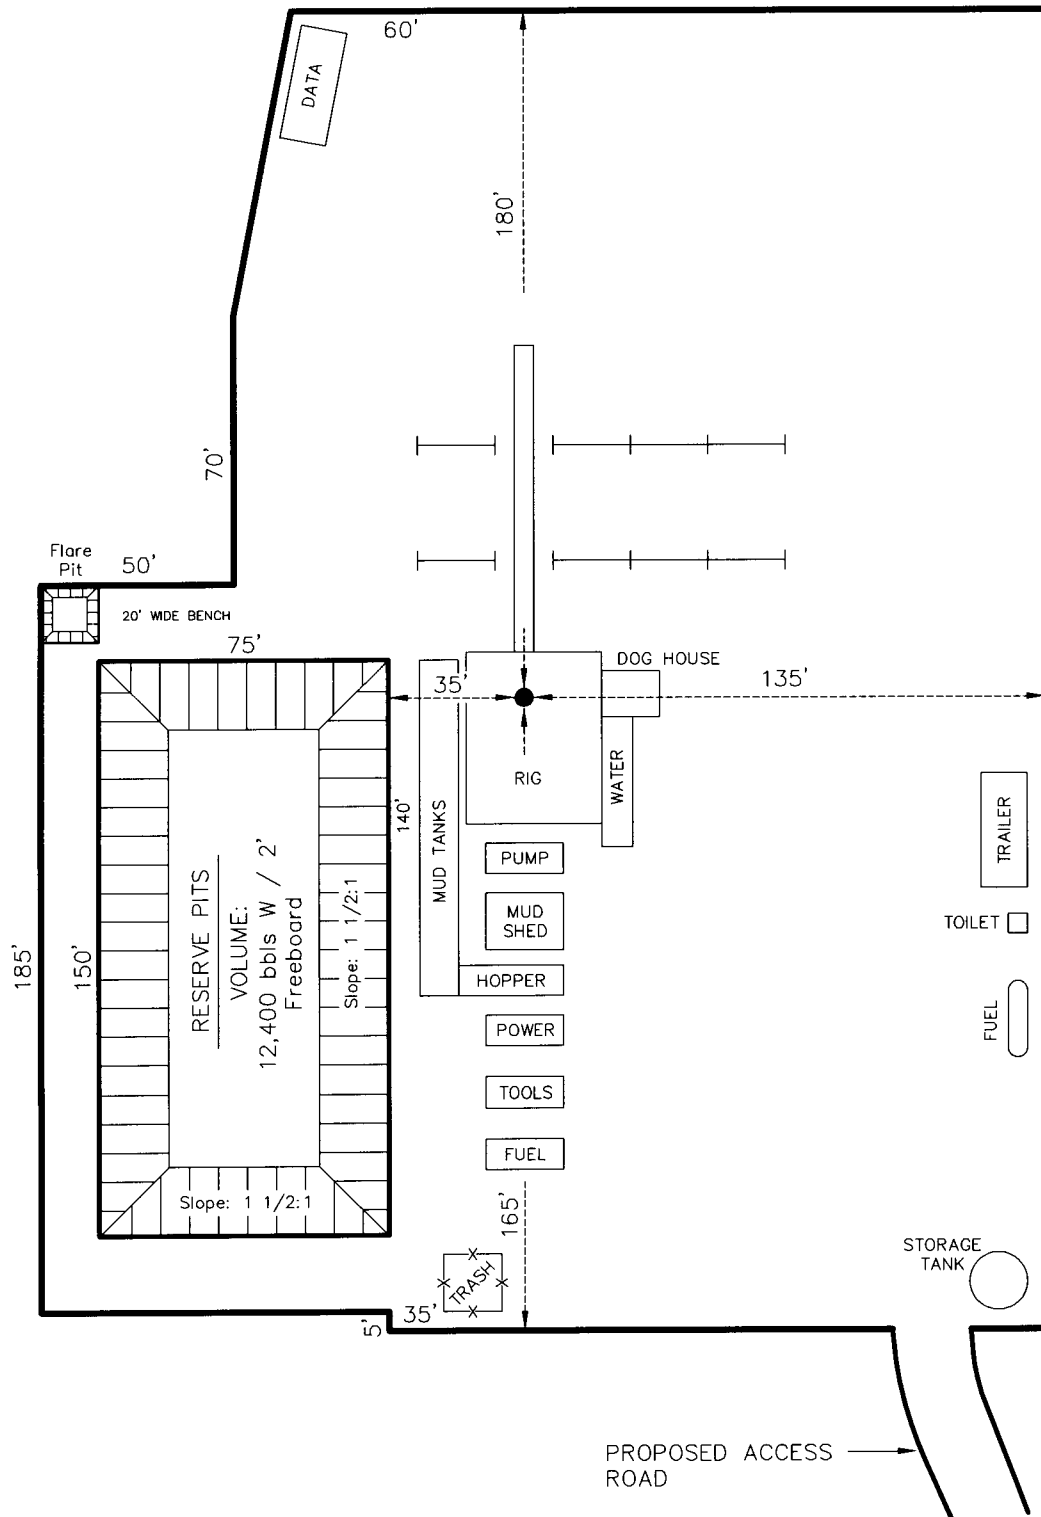 60'
DATA
180'
70'
Flare
Pit
50'
20' WIDE BENCH
75'
DOG HOUSE
35'
135'
RIG
WATER
MUD TANKS
140'
TRAILER
PUMP
MUD
SHED
TOILET
HOPPER
185'
150'
RESERVE PITS
VOLUME:
12,400 bbls W / 2'
Freeboard
Slope: 1 1/2:1
POWER
FUEL
TOOLS
FUEL
Slope: 1 1/2:1
165'
STORAGE
TANK
TRASH
35'
5'
PROPOSED ACCESS
ROAD